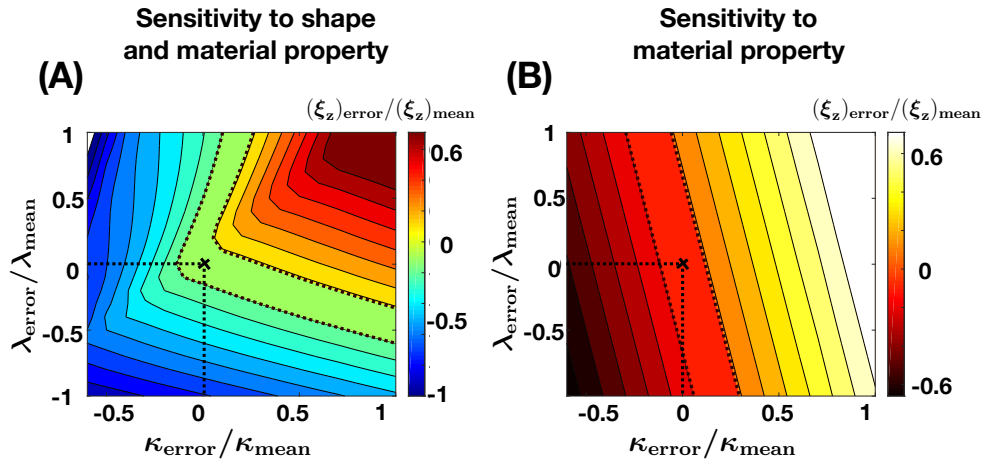 Sensitivity to shape
and material property
(A)
(ξz)error/(ξz)mean
1
0.5
0
-0.5
-1
λerror/λmean
-0.5
0
0.5
1
κerror/κmean
0.6
0.4
0
-0.5
-1
Sensitivity to
material property
(B)
(ξz)error/(ξz)mean
1
0.5
0
-0.5
-1
λerror/λmean
-0.5
0
0.5
1
κerror/κmean
0.6
0
-0.6